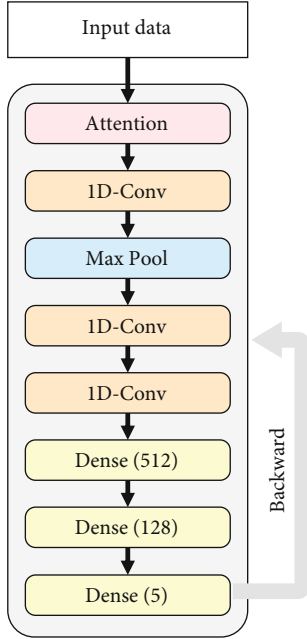 Input data
Attention
1D-Conv
Max Pool
1D-Conv
1D-Conv
Dense (512)
Dense (128)
Dense (5)
Backward